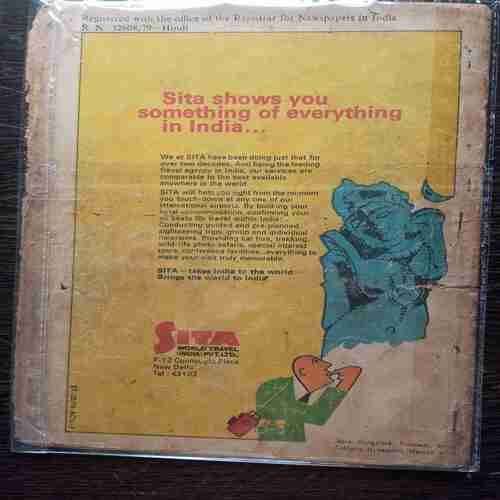 Registered with the office of the Registrar for Newspapers in India
R. N. 32608/79—Hindi
Sita shows you
something of everything
in India...
We at SITA have been doing just that for
over two decades. And being the leading
travel agency in India, our services are
comparable to the best available
anywhere in the world.
SITA will help you right from the moment
you touch-down at any one of our
international airports. By booking your
hotel accommodation, confirming your
seats for travel within India.
Conducting guided and pre-planned
sightseeing trips, group and individual
itineraries. Providing car hire, trekking,
wild-life photo safaris, special interest
tours, conference facilities...everything to
make your visit truly memorable.
SITA — takes India to the world
Brings the world to India
SITA
WORLD TRAVEL
(INDIA) PVT. LTD.
F-12 Connaught Place
New Delhi
Tel : 43103